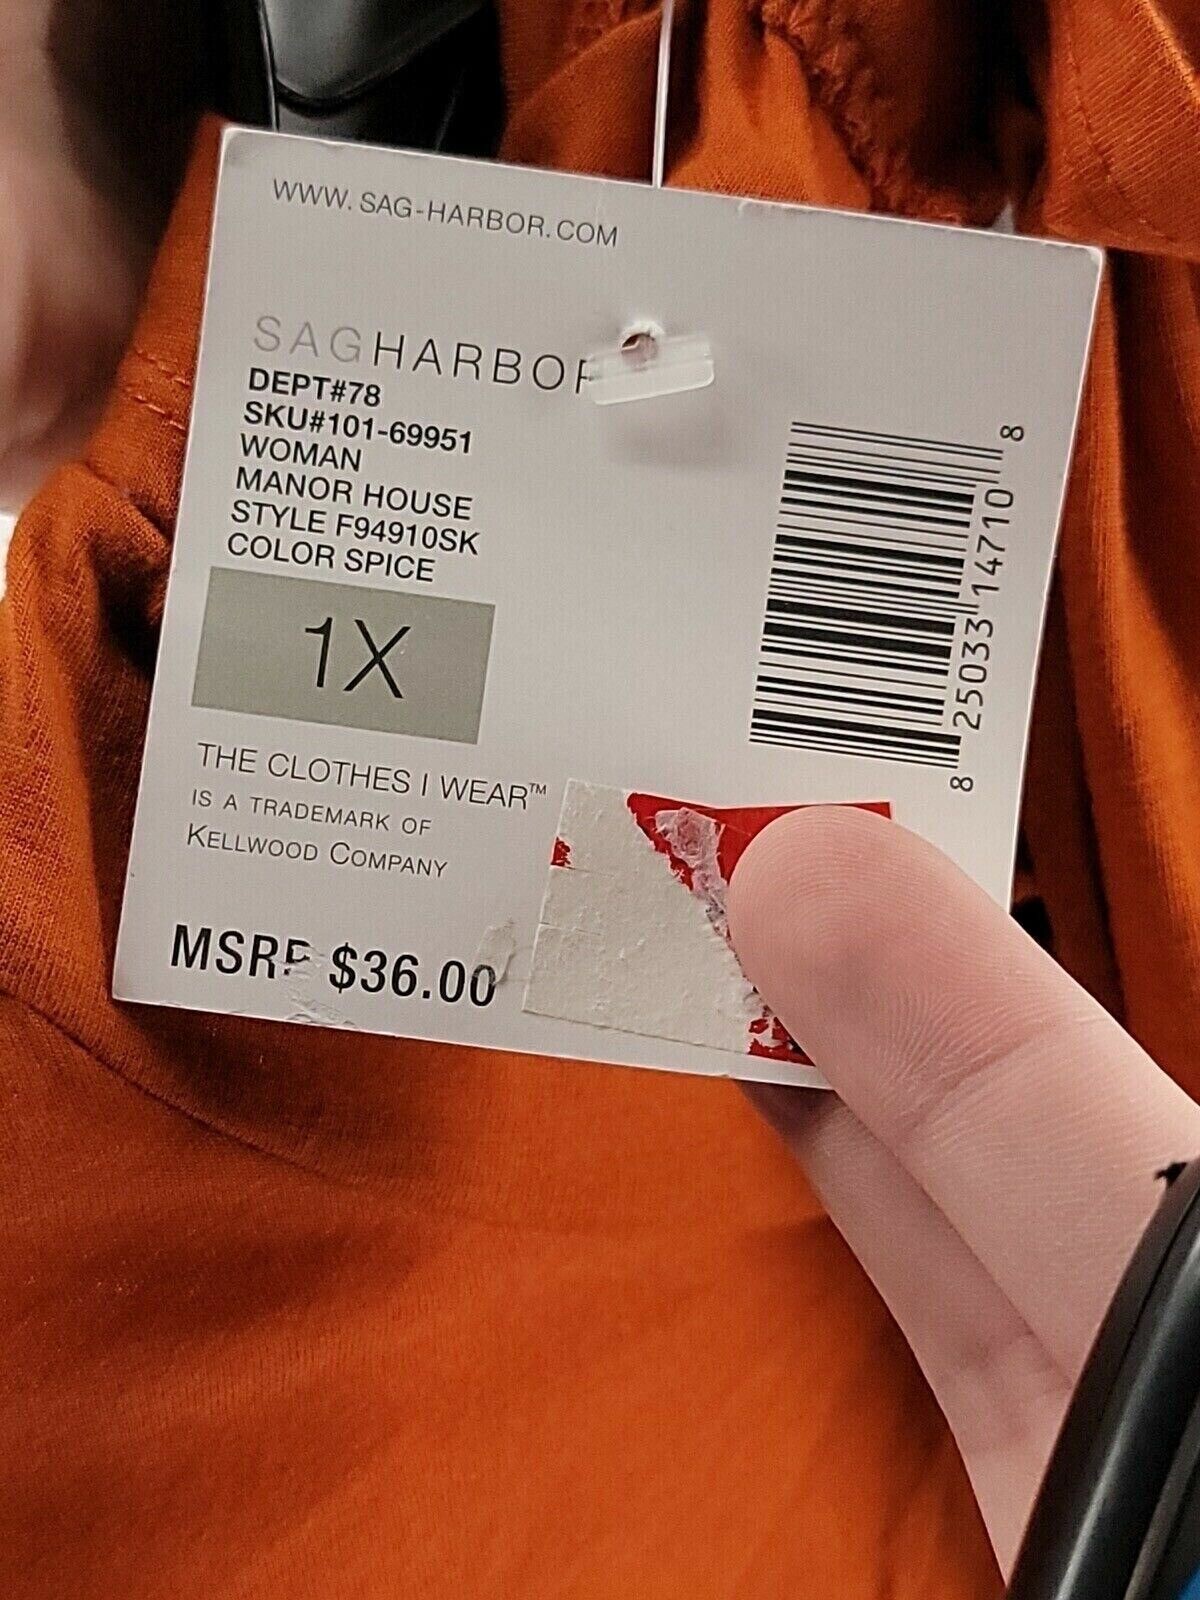 WWW.SAG-HARBOR.COM
SAGHARBOR
DEPT#78
SKU#101-69951
WOMAN
MANOR HOUSE
STYLE F94910SK
COLOR SPICE
1X
THE CLOTHES I WEAR™
IS A TRADEMARK OF
KELLWOOD COMPANY
MSRP $36.00
8 25033 14710 8